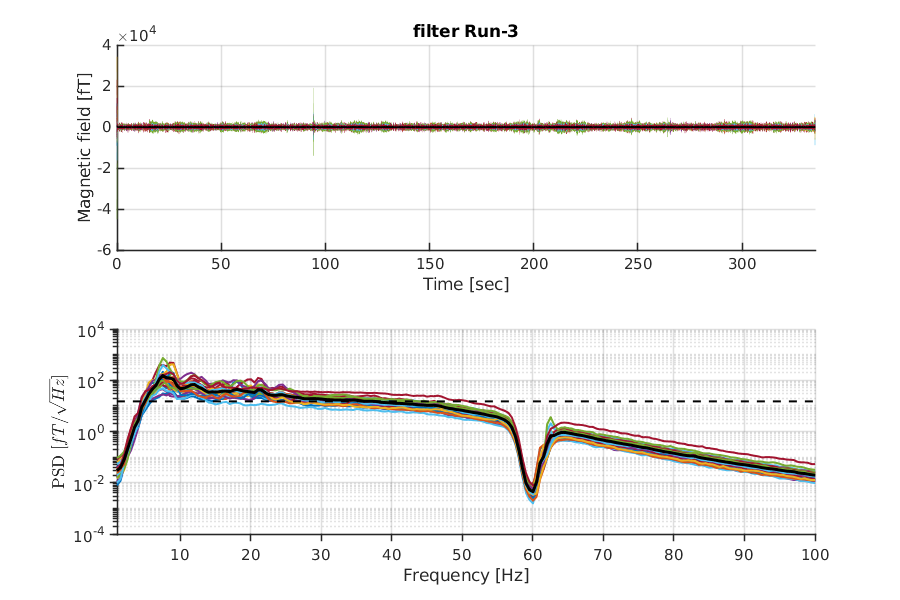 filter Run-3
×10^4
4
2
0
-2
-4
-6
Magnetic field [fT]
0 50 100 150 200 250 300
Time [sec]
10^4
10^2
10^0
10^-2
10^-4
PSD [fT/√Hz]
10 20 30 40 50 60 70 80 90 100
Frequency [Hz]